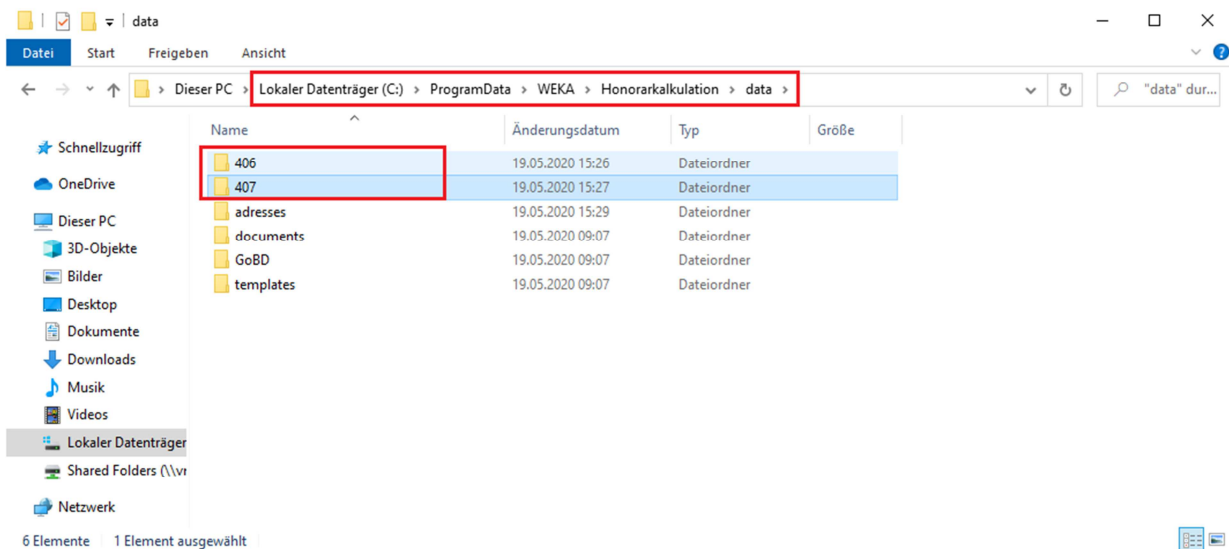 data
Datei Start Freigeben Ansicht
Dieser PC › Lokaler Datenträger (C:) › ProgramData › WEKA › Honorarkalkulation › data ›
"data" dur...
Name Änderungsdatum Typ Größe
Schnellzugriff
OneDrive
Dieser PC
3D-Objekte
Bilder
Desktop
Dokumente
Downloads
Musik
Videos
Lokaler Datenträger
Shared Folders (\\vr
Netzwerk
406 19.05.2020 15:26 Dateiordner
407 19.05.2020 15:27 Dateiordner
adresses 19.05.2020 15:29 Dateiordner
documents 19.05.2020 09:07 Dateiordner
GoBD 19.05.2020 09:07 Dateiordner
templates 19.05.2020 09:07 Dateiordner
6 Elemente 1 Element ausgewählt